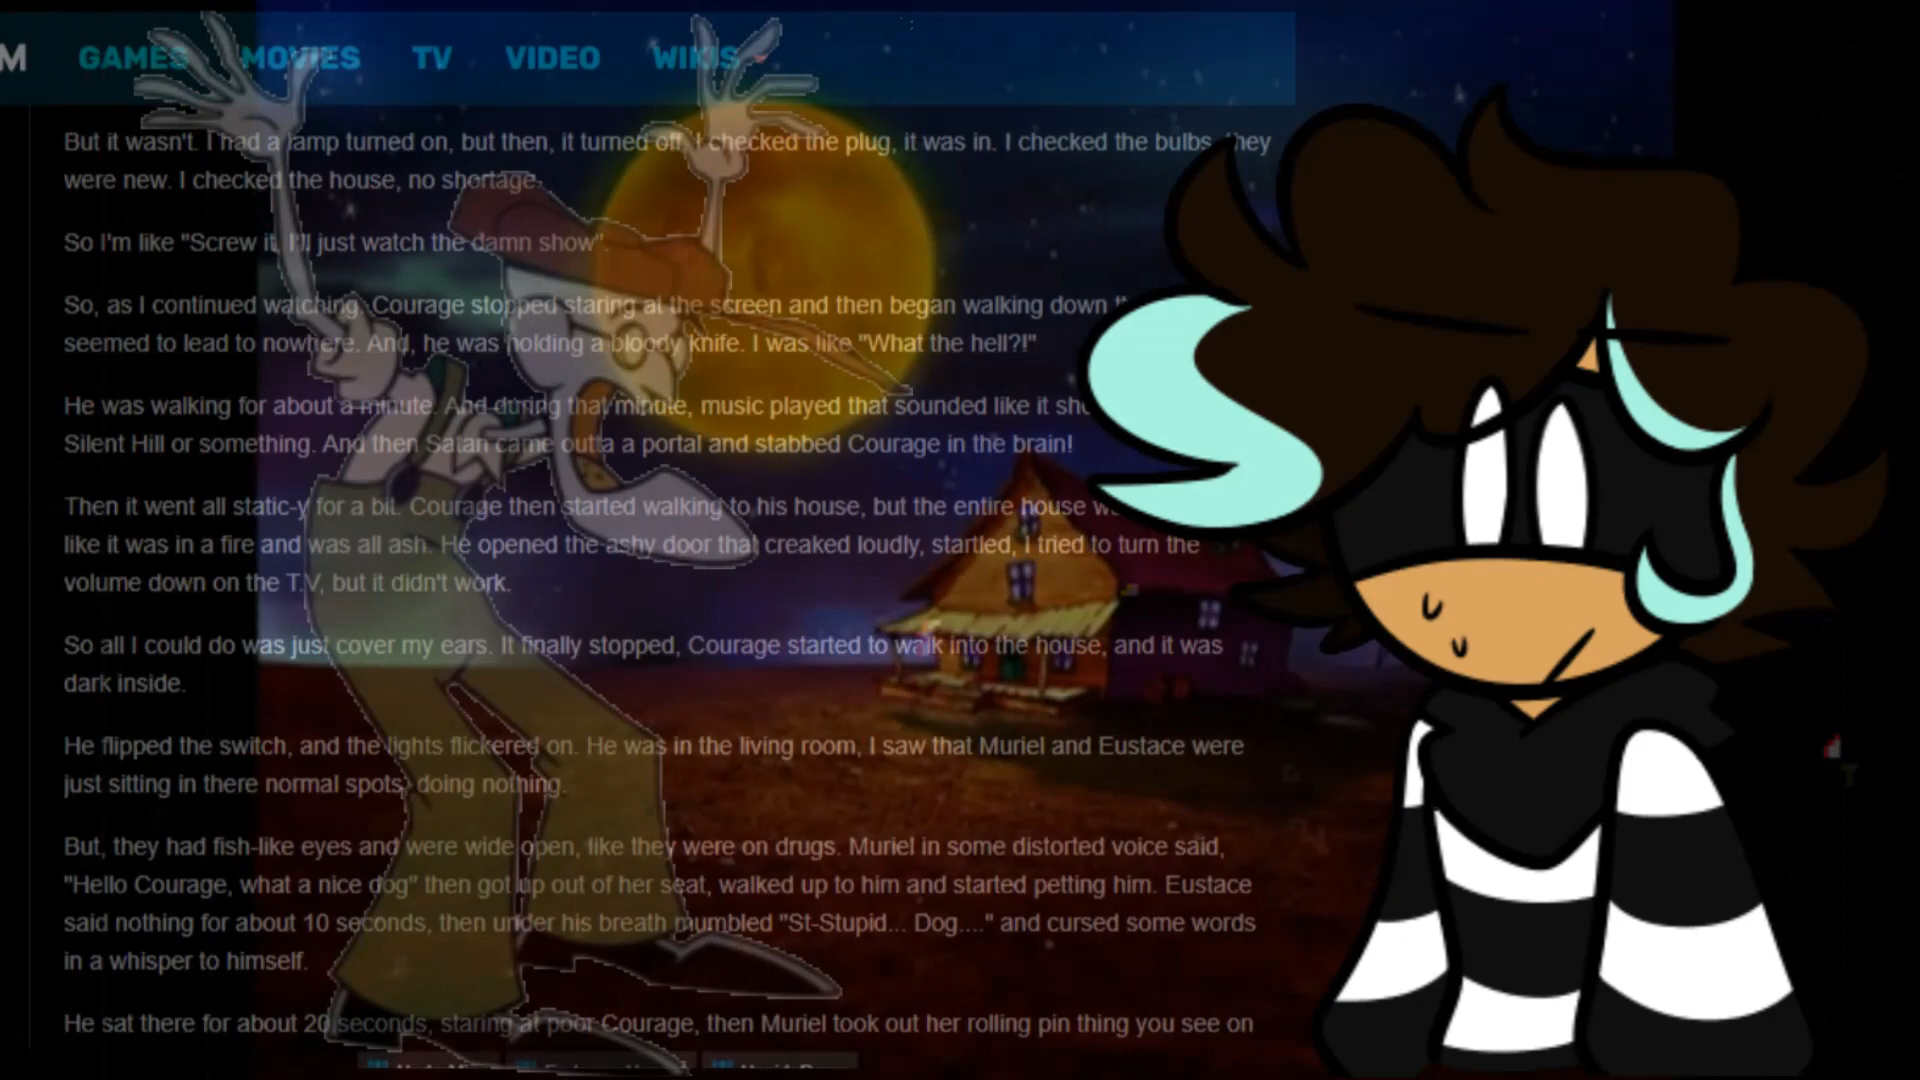 M GAMES MOVIES TV VIDEO WIKIS
But it wasn't. I had a lamp turned on, but then, it turned off. I checked the plug, it was in. I checked the bulbs, they
were new. I checked the house, no shortage.
So I'm like "Screw it, I'll just watch the damn show".
So, as I continued watching, Courage stopped staring at the screen and then began walking down
seemed to lead to nowhere. And, he was holding a bloody knife. I was like "What the hell?!"
He was walking for about a minute. And during that minute, music played that sounded like it
Silent Hill or something. And then Satan came outta a portal and stabbed Courage in the brain!
Then it went all static-y for a bit. Courage then started walking to his house, but the entire house
like it was in a fire and was all ash. He opened the ashy door that creaked loudly, startled, I tried to turn the
volume down on the T.V, but it didn't work.
So all I could do was just cover my ears. It finally stopped, Courage started to walk into the house, and it was
dark inside.
He flipped the switch, and the lights flickered on. He was in the living room, I saw that Muriel and Eustace were
just sitting in there normal spots, doing nothing.
But, they had fish-like eyes and were wide open, like they were on drugs. Muriel in some distorted voice said,
"Hello Courage, what a nice dog" then got up out of her seat, walked up to him and started petting him. Eustace
said nothing for about 10 seconds, then under his breath mumbled "St-Stupid... Dog...." and cursed some words
in a whisper to himself.
He sat there for about 20 seconds, staring at poor Courage, then Muriel took out her rolling pin thing you see on